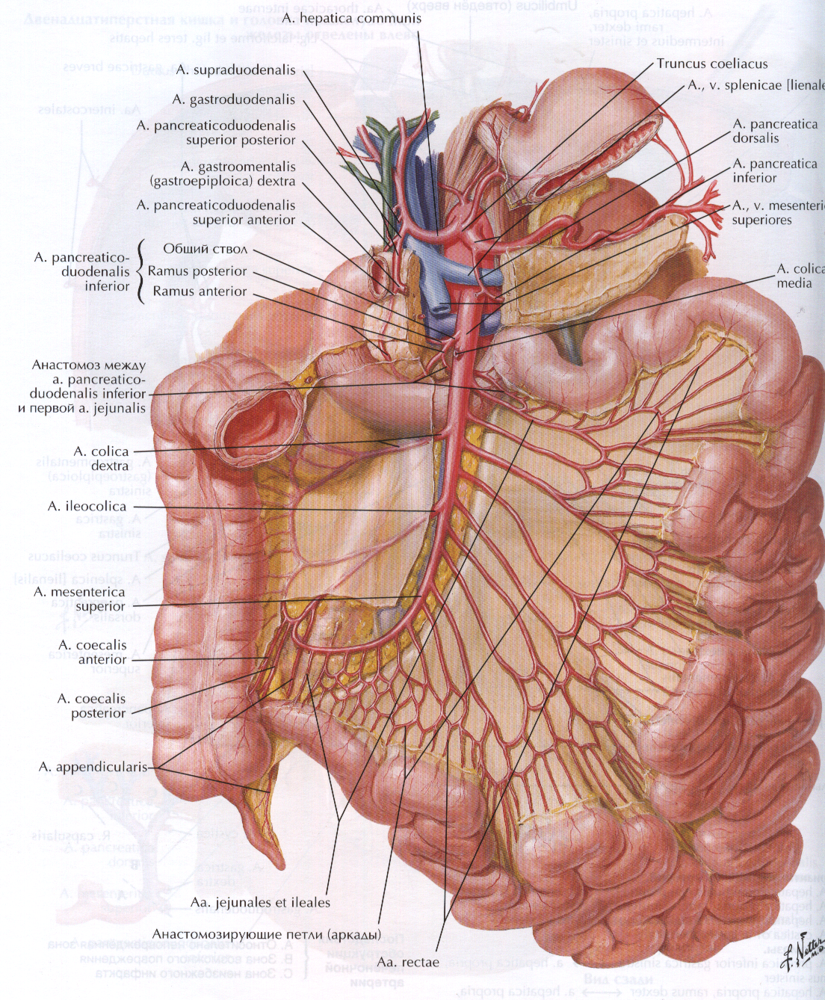 A. hepatica communis
A. supraduodenalis
A. gastroduodenalis
A. pancreaticoduodenalis
superior posterior
A. gastroomentalis
(gastroepiploica) dextra
A. pancreaticoduodenalis
superior anterior
A. pancreatico-
duodenalis
inferior
Общий ствол
Ramus posterior
Ramus anterior
Анастомоз между
a. pancreatico-
duodenalis inferior
и первой a. jejunalis
A. colica
dextra
A. ileocolica
A. mesenterica
superior
A. coecalis
anterior
A. coecalis
posterior
A. appendicularis
Aa. jejunales et ileales
Анастомозирующие петли (аркады)
Aa. rectae
Truncus coeliacus
A., v. splenicae [lienale
A. pancreatica
dorsalis
A. pancreatica
inferior
A., v. mesenteric
superiores
A. colica
media
F. Netter
M.D.